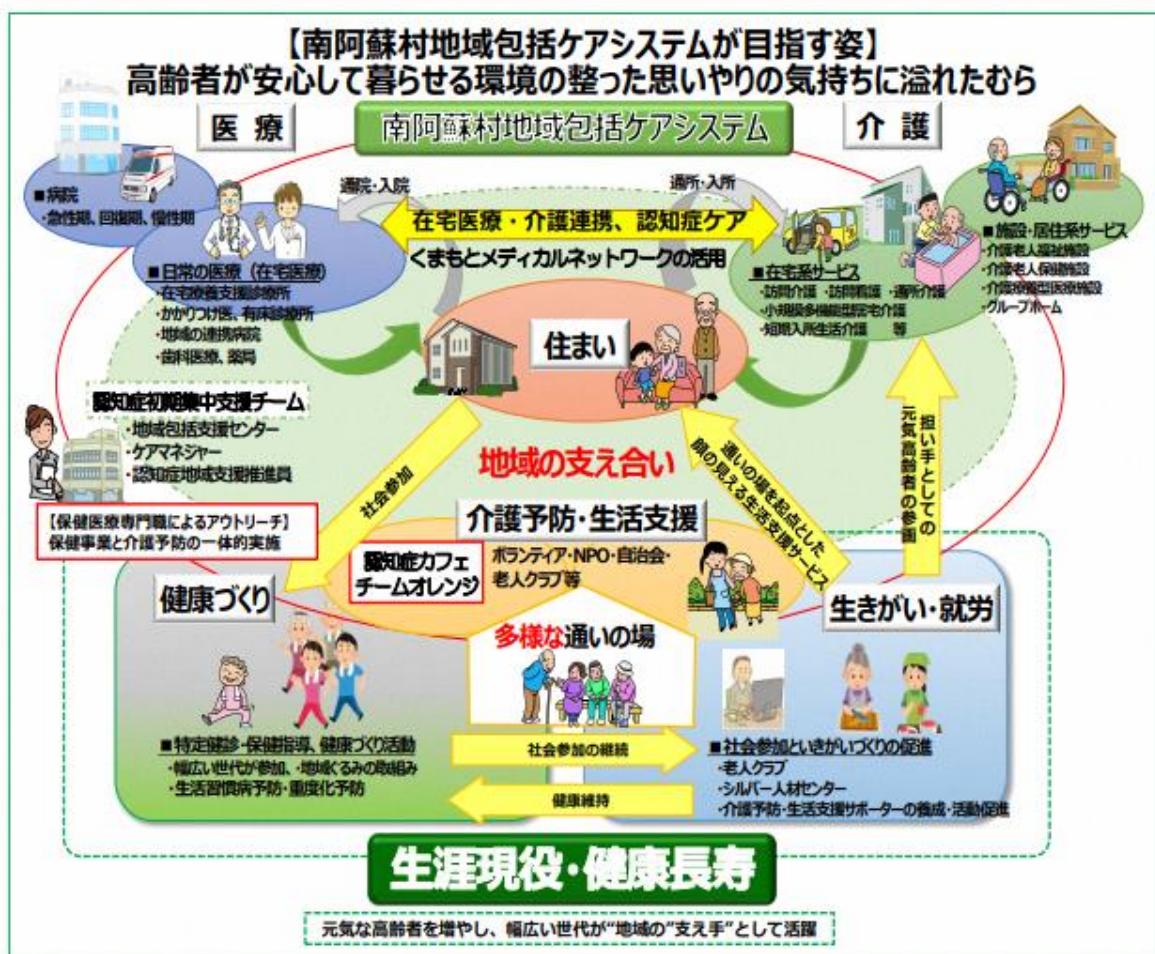 【南阿蘇村地域包括ケアシステムが目指す姿】
高齢者が安心して暮らせる環境の整った思いやりの気持ちに溢れたむら
医療
南阿蘇村地域包括ケアシステム
介護
■病院
・急性期、回復期、慢性期
通院・入院
通所・入所
在宅医療・介護連携、認知症ケア
くまもとメディカルネットワークの活用
■日常の医療（在宅医療）
・在宅療養支援診療所
・かかりつけ医、有床診療所
・地域の連携病院
・歯科医療、薬局
■在宅系サービス
・訪問介護 ・訪問看護 ・通所介護
・小規模多機能型居宅介護
・短期入所生活介護 等
■施設・居住系サービス
・介護老人福祉施設
・介護老人保健施設
・介護療養型医療施設
・グループホーム
住まい
認知症初期集中支援チーム
・地域包括支援センター
・ケアマネジャー
・認知症地域支援推進員
地域の支え合い
社会参加
通いの場を起点とした
顔の見える生活支援サービス
担い手としての
元気高齢者の参画
【保健医療専門職によるアウトリーチ】
保健事業と介護予防の一体的実施
介護予防・生活支援
認知症カフェ
チームオレンジ
ボランティア・NPO・自治会・
老人クラブ等
健康づくり
生きがい・就労
多様な通いの場
■特定健診・保健指導、健康づくり活動
・幅広い世代が参加、・地域ぐるみの取組み
・生活習慣病予防・重度化予防
社会参加の継続
健康維持
■社会参加といきがいづくりの促進
・老人クラブ
・シルバー人材センター
・介護予防・生活支援サポーターの養成・活動促進
生涯現役・健康長寿
元気な高齢者を増やし、幅広い世代が“地域の”支え手”として活躍